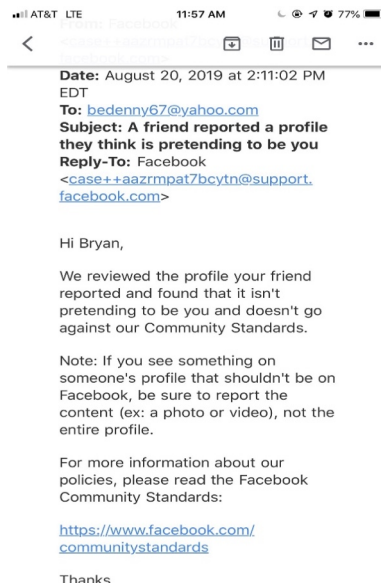 AT&T LTE 11:57 AM 77%
From: Facebook
Date: August 20, 2019 at 2:11:02 PM
EDT
To: bedenny67@yahoo.com
Subject: A friend reported a profile
they think is pretending to be you
Reply-To: Facebook
<case++aazrmpat7bcytn@support.
facebook.com>
Hi Bryan,
We reviewed the profile your friend
reported and found that it isn't
pretending to be you and doesn't go
against our Community Standards.
Note: If you see something on
someone's profile that shouldn't be on
Facebook, be sure to report the
content (ex: a photo or video), not the
entire profile.
For more information about our
policies, please read the Facebook
Community Standards:
https://www.facebook.com/
communitystandards
Thanks